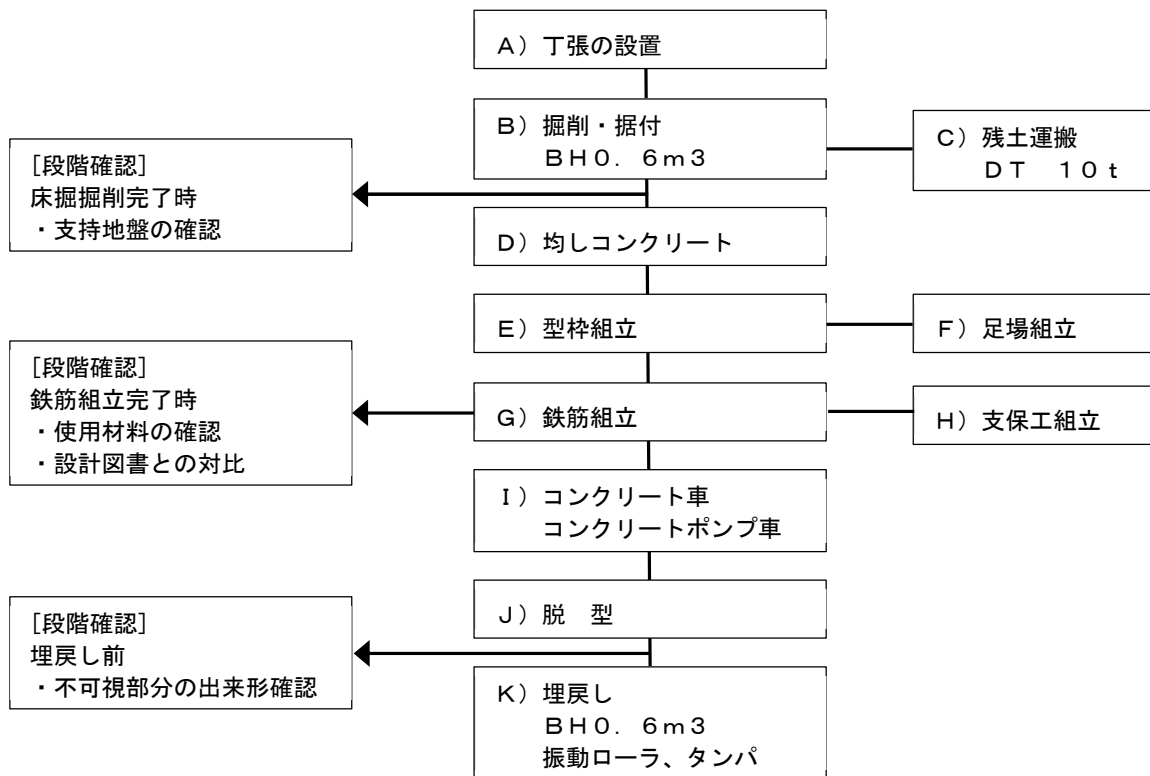 Ａ）丁張の設置
Ｂ）掘削・据付
ＢＨ０．６ｍ３
Ｃ）残土運搬
ＤＴ　１０ｔ
［段階確認］
床掘掘削完了時
・支持地盤の確認
Ｄ）均しコンクリート
Ｅ）型枠組立
Ｆ）足場組立
［段階確認］
鉄筋組立完了時
・使用材料の確認
・設計図書との対比
Ｇ）鉄筋組立
Ｈ）支保工組立
Ｉ）コンクリート車
コンクリートポンプ車
Ｊ）脱　型
［段階確認］
埋戻し前
・不可視部分の出来形確認
Ｋ）埋戻し
ＢＨ０．６ｍ３
振動ローラ、タンパ